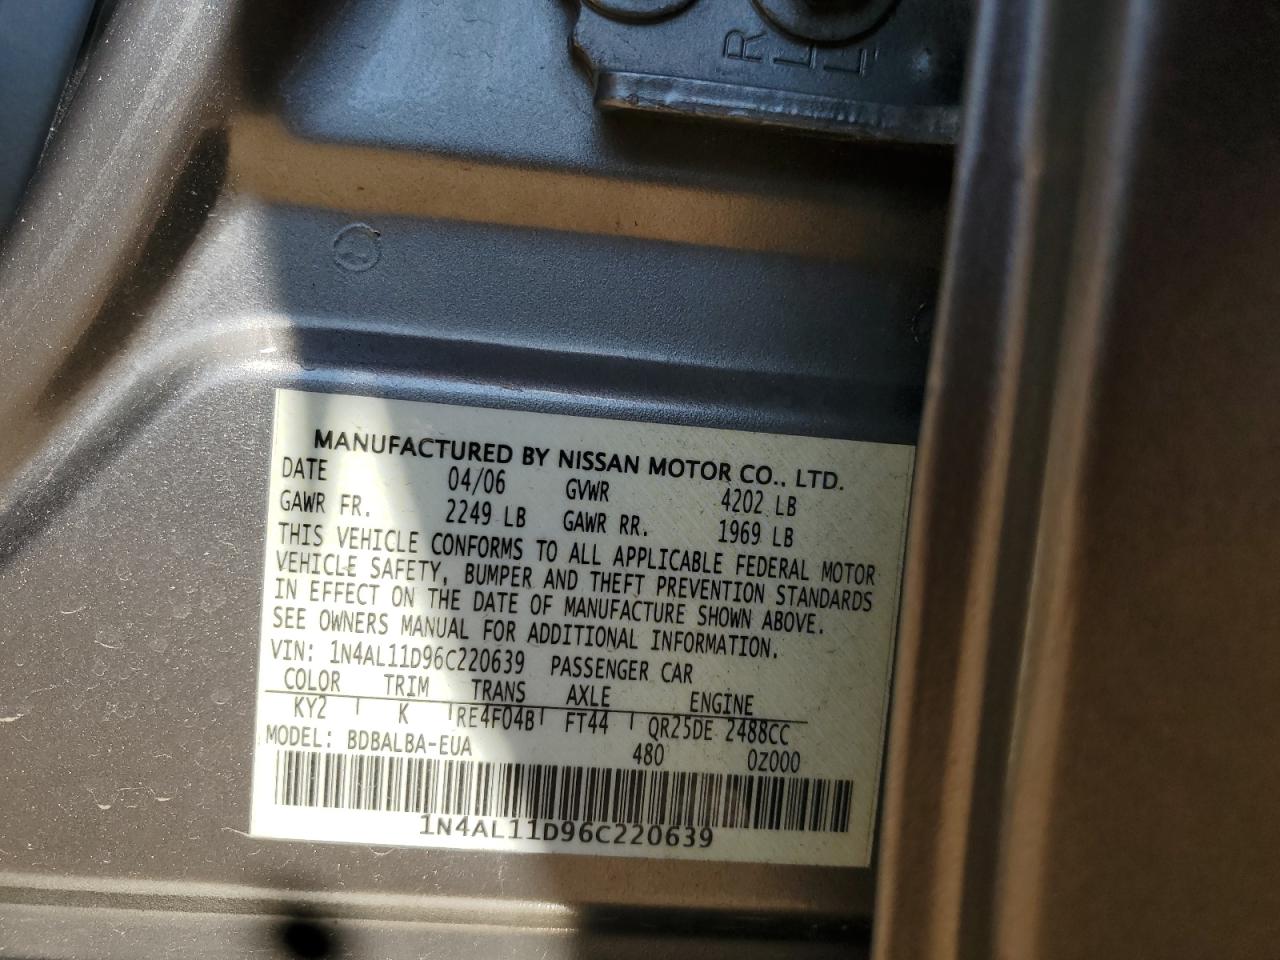 R
L
L
MANUFACTURED BY NISSAN MOTOR CO., LTD.
DATE 04/06 GVWR 4202 LB
GAWR FR. 2249 LB GAWR RR. 1969 LB
THIS VEHICLE CONFORMS TO ALL APPLICABLE FEDERAL MOTOR
VEHICLE SAFETY, BUMPER AND THEFT PREVENTION STANDARDS
IN EFFECT ON THE DATE OF MANUFACTURE SHOWN ABOVE.
SEE OWNERS MANUAL FOR ADDITIONAL INFORMATION.
VIN: 1N4AL11D96C220639 PASSENGER CAR
COLOR TRIM TRANS AXLE ENGINE
KY2 K RE4F04B FT44 QR25DE 2488CC
MODEL: BDBALBA-EUA 480 0Z000
1N4AL11D96C220639